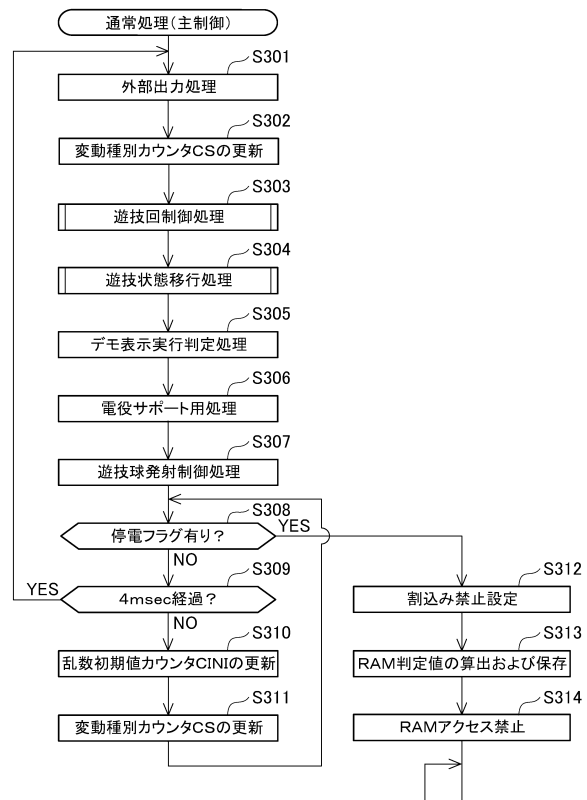 通常処理(主制御)
S301
外部出力処理
S302
変動種別カウンタCSの更新
S303
遊技回制御処理
S304
遊技状態移行処理
S305
デモ表示実行判定処理
S306
電役サポート用処理
S307
遊技球発射制御処理
S308
停電フラグ有り?
YES
NO
S309
YES
4msec経過?
NO
S312
割込み禁止設定
S310
乱数初期値カウンタCINIの更新
S313
RAM判定値の算出および保存
S311
変動種別カウンタCSの更新
S314
RAMアクセス禁止